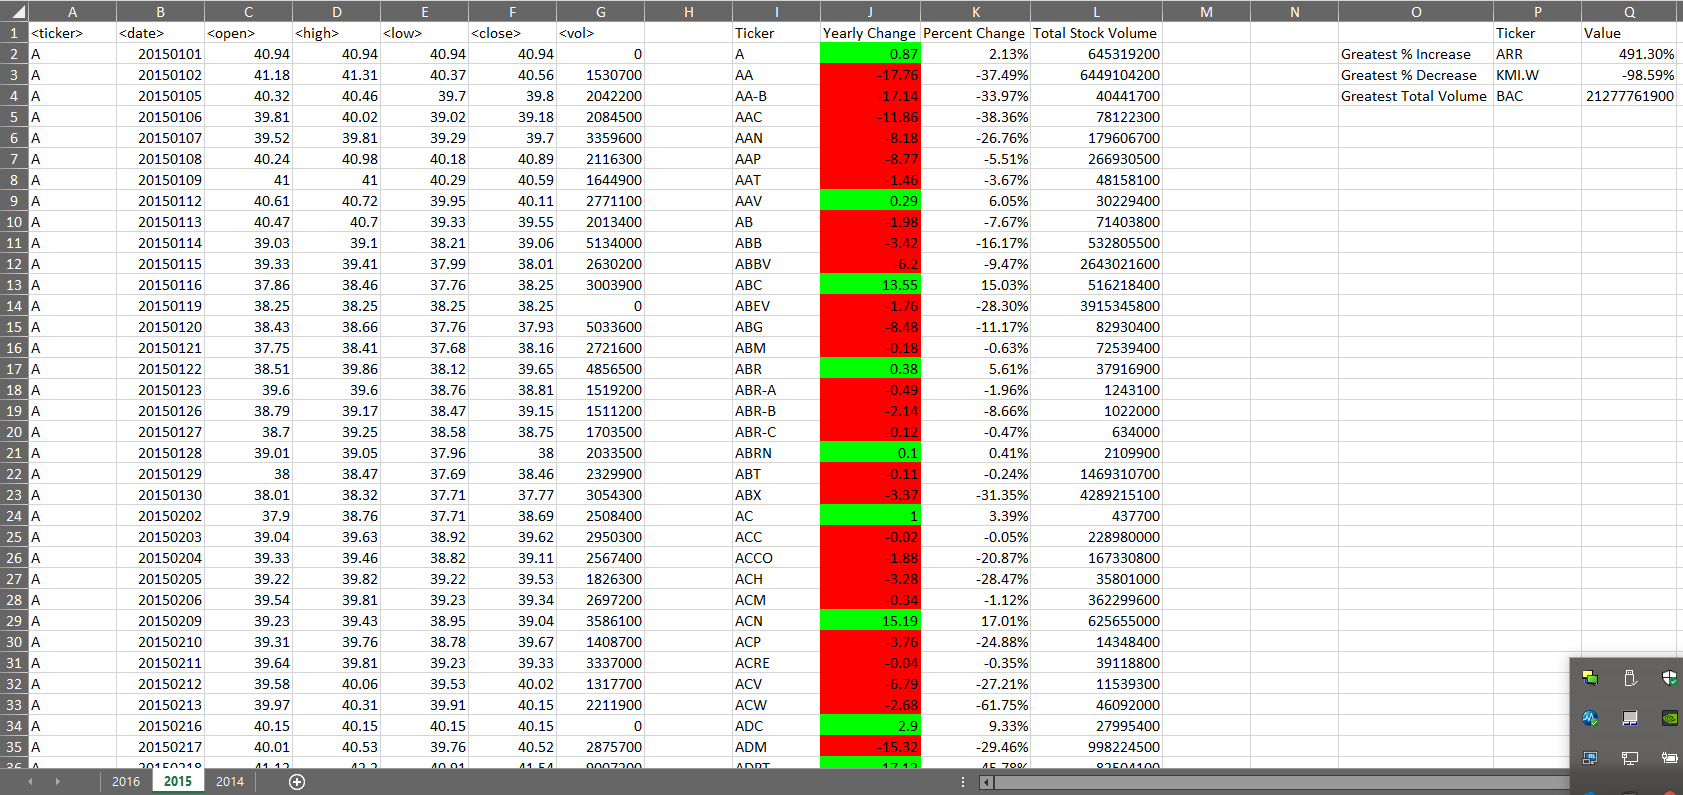 A B C D E F G H I J K L M N O P Q
1 <ticker> <date> <open> <high> <low> <close> <vol> Ticker Yearly Change Percent Change Total Stock Volume Ticker Value
2 A 20150101 40.94 40.94 40.94 40.94 0 A 0.87 2.13% 645319200 Greatest % Increase ARR 491.30%
3 A 20150102 41.18 41.31 40.37 40.56 1530700 AA -17.76 -37.49% 6449104200 Greatest % Decrease KMI.W -98.59%
4 A 20150105 40.32 40.46 39.7 39.8 2042200 AA-B -17.14 -33.97% 40441700 Greatest Total Volume BAC 21277761900
5 A 20150106 39.81 40.02 39.02 39.18 2084500 AAC -11.86 -38.36% 78122300
6 A 20150107 39.52 39.81 39.29 39.7 3359600 AAN -8.18 -26.76% 179606700
7 A 20150108 40.24 40.98 40.18 40.89 2116300 AAP -8.77 -5.51% 266930500
8 A 20150109 41 41 40.29 40.59 1644900 AAT -1.46 -3.67% 48158100
9 A 20150112 40.61 40.72 39.95 40.11 2771100 AAV 0.29 6.05% 30229400
10 A 20150113 40.47 40.7 39.33 39.55 2013400 AB -1.98 -7.67% 71403800
11 A 20150114 39.03 39.1 38.21 39.06 5134000 ABB -3.42 -16.17% 532805500
12 A 20150115 39.33 39.41 37.99 38.01 2630200 ABBV -6.2 -9.47% 2643021600
13 A 20150116 37.86 38.46 37.76 38.25 3003900 ABC 13.55 15.03% 516218400
14 A 20150119 38.25 38.25 38.25 38.25 0 ABEV -1.76 -28.30% 3915345800
15 A 20150120 38.43 38.66 37.76 37.93 5033600 ABG -8.48 -11.17% 82930400
16 A 20150121 37.75 38.41 37.68 38.16 2721600 ABM -0.18 -0.63% 72539400
17 A 20150122 38.51 39.86 38.12 39.65 4856500 ABR 0.38 5.61% 37916900
18 A 20150123 39.6 39.6 38.76 38.81 1519200 ABR-A -0.49 -1.96% 1243100
19 A 20150126 38.79 39.17 38.47 39.15 1511200 ABR-B -2.14 -8.66% 1022000
20 A 20150127 38.7 39.25 38.58 38.75 1703500 ABR-C -0.12 -0.47% 634000
21 A 20150128 39.01 39.05 37.96 38 2033500 ABRN 0.1 0.41% 2109900
22 A 20150129 38 38.47 37.69 38.46 2329900 ABT -0.11 -0.24% 1469310700
23 A 20150130 38.01 38.32 37.71 37.77 3054300 ABX -3.37 -31.35% 4289215100
24 A 20150202 37.9 38.76 37.71 38.69 2508400 AC 1 3.39% 437700
25 A 20150203 39.04 39.63 38.92 39.62 2950300 ACC -0.02 -0.05% 228980000
26 A 20150204 39.33 39.46 38.82 39.11 2567400 ACCO -1.88 -20.87% 167330800
27 A 20150205 39.22 39.82 39.22 39.53 1826300 ACH -3.28 -28.47% 35801000
28 A 20150206 39.54 39.81 39.23 39.34 2697200 ACM -0.34 -1.12% 362299600
29 A 20150209 39.23 39.43 38.95 39.04 3586100 ACN 15.19 17.01% 625655000
30 A 20150210 39.31 39.76 38.78 39.67 1408700 ACP -3.76 -24.88% 14348400
31 A 20150211 39.64 39.81 39.23 39.33 3337000 ACRE -0.04 -0.35% 39118800
32 A 20150212 39.58 40.06 39.53 40.02 1317700 ACV -6.79 -27.21% 11539300
33 A 20150213 39.97 40.31 39.91 40.15 2211900 ACW -2.68 -61.75% 46092000
34 A 20150216 40.15 40.15 40.15 40.15 0 ADC 2.9 9.33% 27995400
35 A 20150217 40.01 40.53 39.76 40.52 2875700 ADM -15.32 -29.46% 998224500
2016 2015 2014